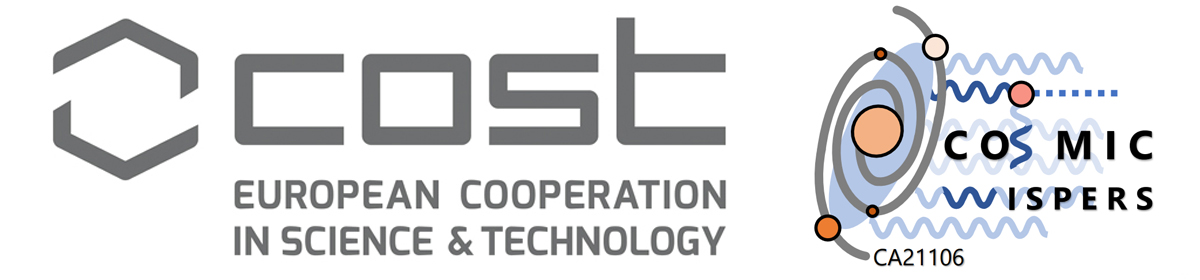 cost
EUROPEAN COOPERATION
IN SCIENCE & TECHNOLOGY
COSMIC
WISPERS
CA21106